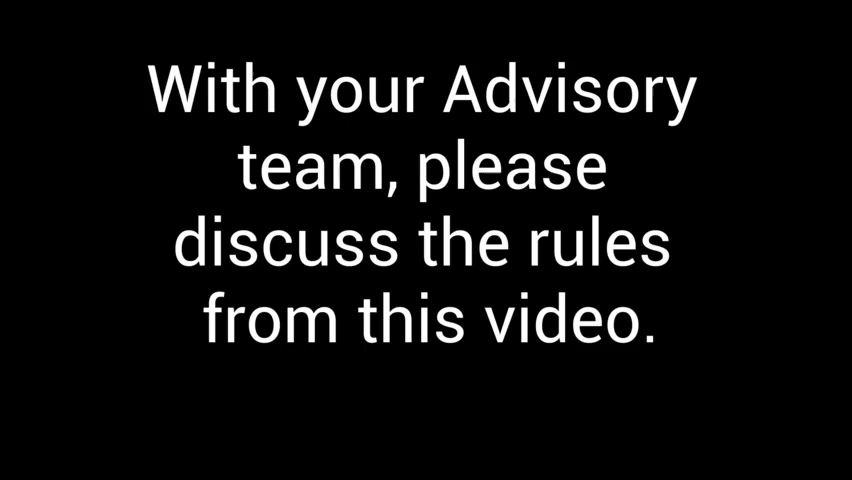 With your Advisory
team, please
discuss the rules
from this video.